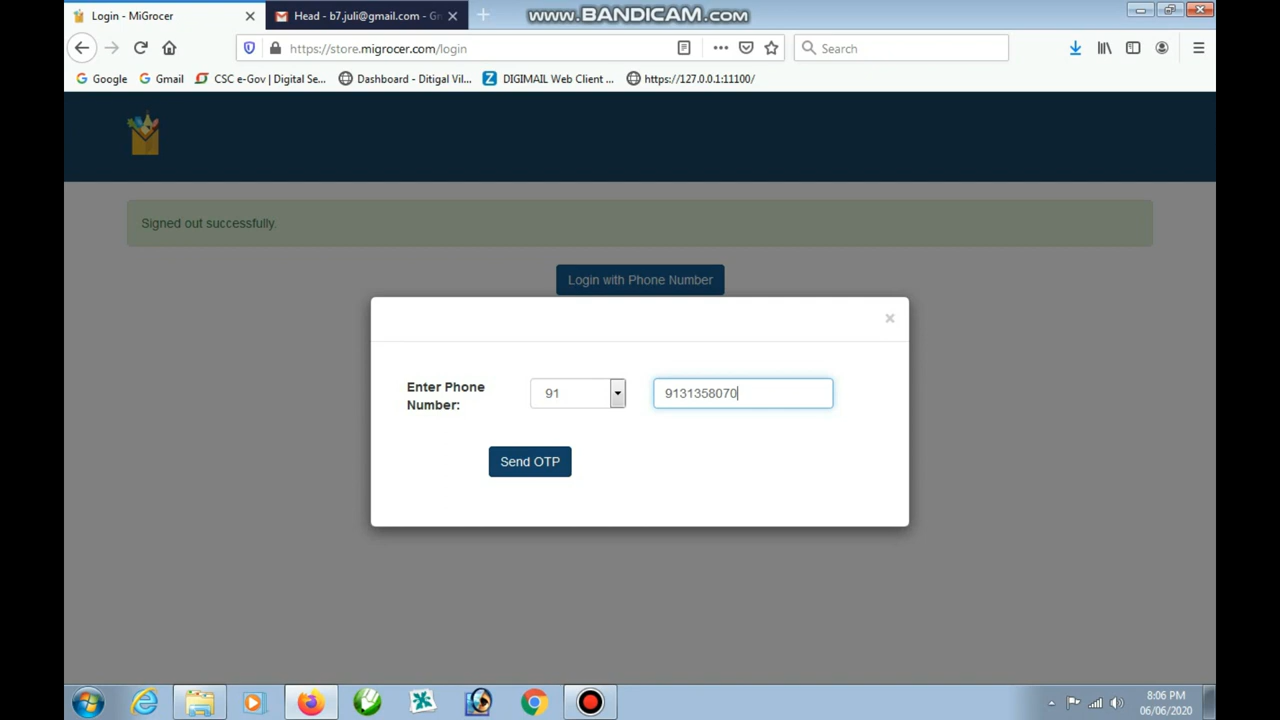 Login - MiGrocer
Head - b7.juli@gmail.com - Gr
www.BANDICAM.com
https://store.migrocer.com/login
Search
Google
Gmail
CSC e-Gov | Digital Se...
Dashboard - Ditigal Vil...
DIGIMAIL Web Client ...
https://127.0.0.1:11100/
Signed out successfully.
Login with Phone Number
×
Enter Phone
Number:
91
9131358070
Send OTP
8:06 PM
06/06/2020